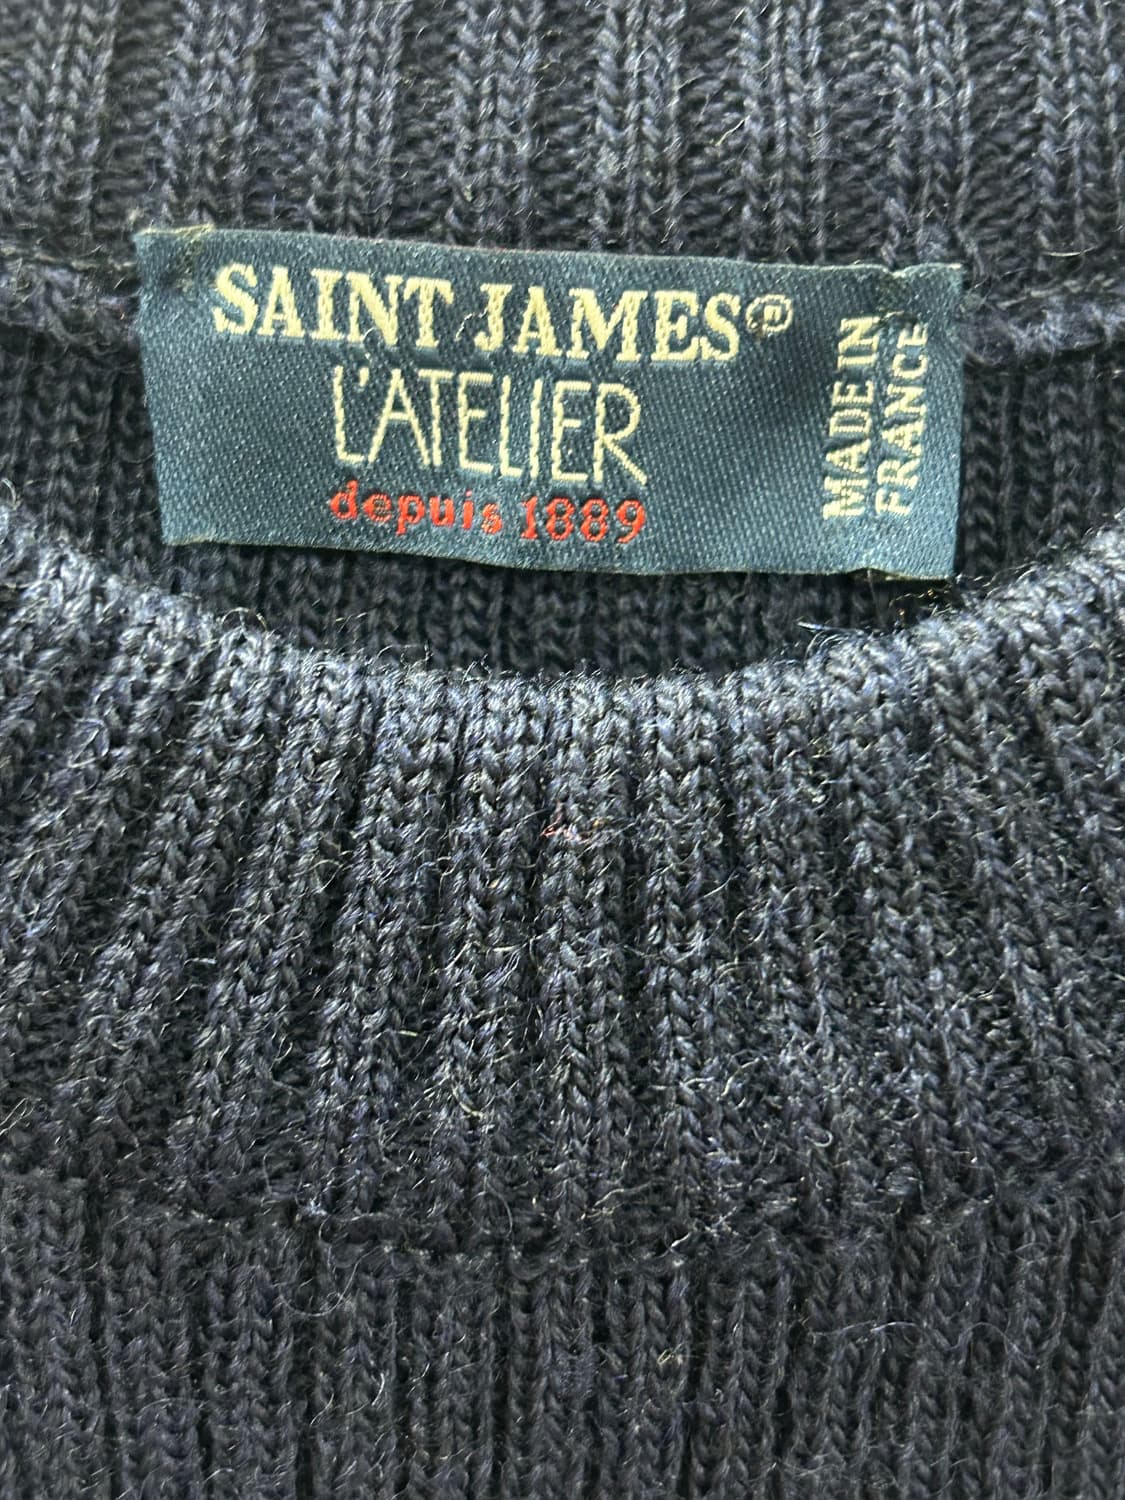 SAINT JAMES®
L'ATELIER
depuis 1889
MADE IN
FRANCE